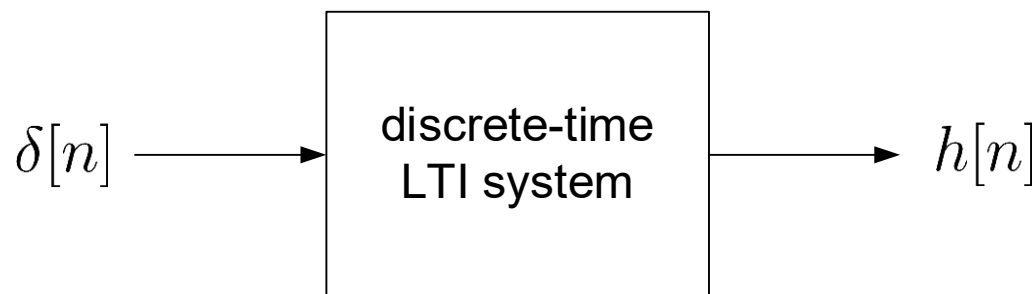 δ[n]
discrete-time
LTI system
h[n]